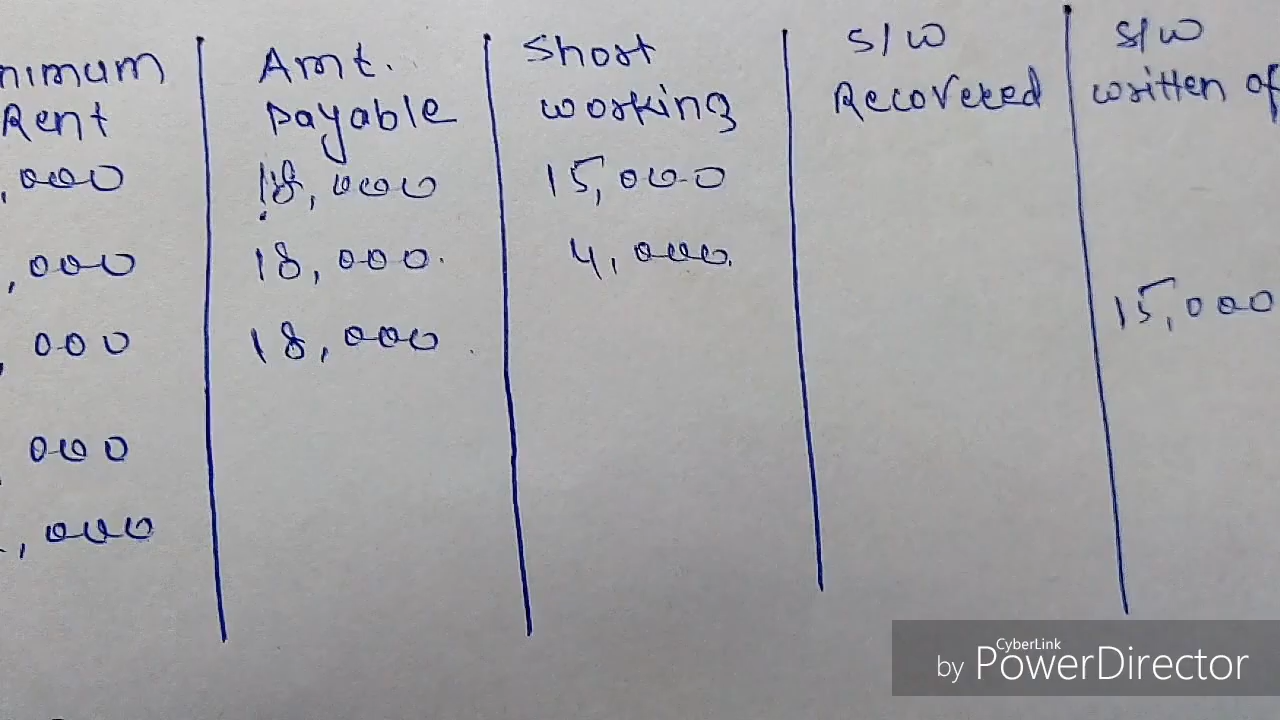 nimum Amt. Short S/W S/W
Rent payable working Recovered written of
,000 18,000 15,000
,000 18,000. 4,000.
,000 18,000 15,000
,000
,000
CyberLink
by PowerDirector